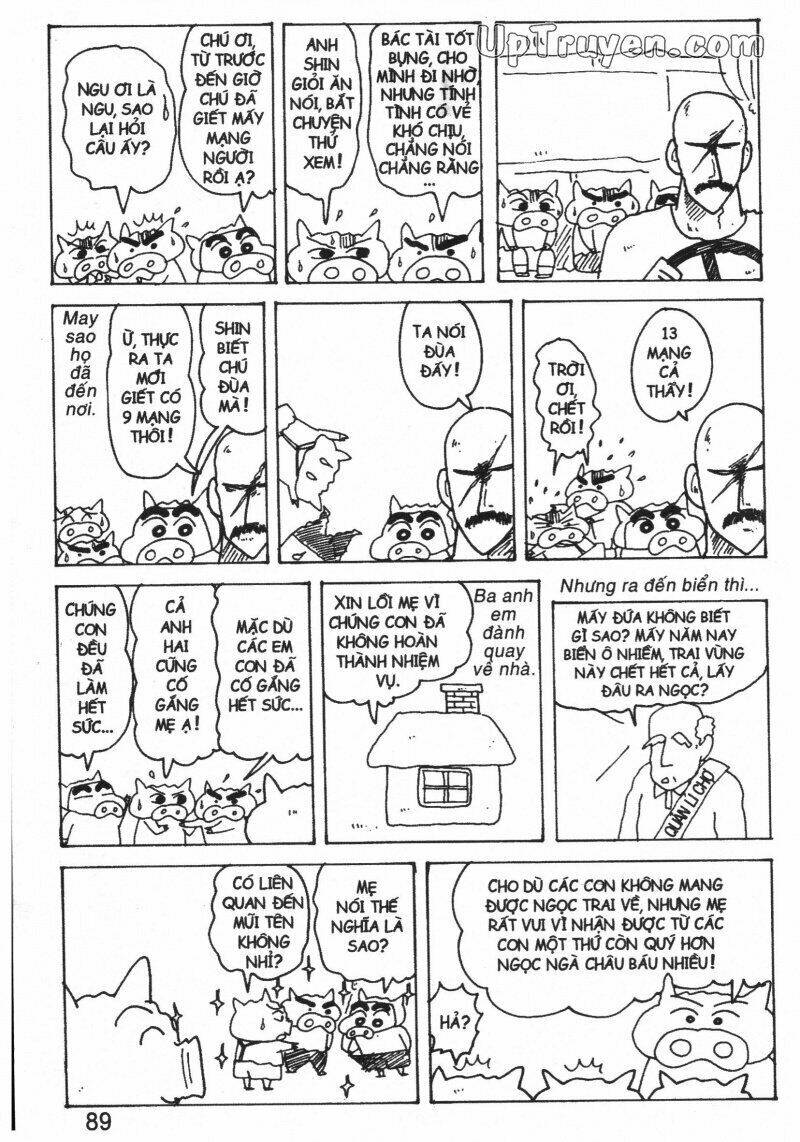 UpTruyen.com
BÁC TÀI TỐT
BỤNG, CHO
MÌNH ĐI NHỜ,
NHƯNG TÍNH
TÌNH CÓ VẺ
KHÓ CHỊU,
CHẲNG NÓI
CHẲNG RẰNG
...
ANH
SHIN
GIỎI ĂN
NÓI, BẮT
CHUYỆN
THỬ
XEM!
CHÚ ƠI,
TỪ TRƯỚC
ĐẾN GIỜ
CHÚ ĐÃ
GIẾT MẤY
MẠNG
NGƯỜI
RỒI Ạ?
NGU ƠI LÀ
NGU, SAO
LẠI HỎI
CÂU ẤY?
13
MẠNG
CẢ
THẢY!
TRỜI
ƠI,
CHẾT
RỒI!
TA NÓI
ĐÙA
ĐẤY!
SHIN
BIẾT
CHÚ
ĐÙA
MÀ!
Ừ, THỰC
RA TA
MỚI
GIẾT CÓ
9 MẠNG
THÔI!
May
sao
họ
đã
đến
nơi.
Nhưng ra đến biển thì...
MẤY ĐỨA KHÔNG BIẾT
GÌ SAO? MẤY NĂM NAY
BIỂN Ô NHIỄM, TRAI VÙNG
NÀY CHẾT HẾT CẢ, LẤY
ĐÂU RA NGỌC?
QUẢN LÍ CHỢ
Ba anh
em
đành
quay
về nhà.
XIN LỖI MẸ VÌ
CHÚNG CON ĐÃ
KHÔNG HOÀN
THÀNH NHIỆM
VỤ.
MẶC DÙ
CÁC EM
CON ĐÃ
CỐ GẮNG
HẾT SỨC...
CẢ
ANH
HAI
CŨNG
CỐ
GẮNG
MẸ Ạ!
CHÚNG
CON
ĐỀU
ĐÃ
LÀM
HẾT
SỨC...
CHO DÙ CÁC CON KHÔNG MANG
ĐƯỢC NGỌC TRAI VỀ, NHƯNG MẸ
RẤT VUI VÌ NHẬN ĐƯỢC TỪ CÁC
CON MỘT THỨ CÒN QUÝ HƠN
NGỌC NGÀ CHÂU BÁU NHIỀU!
HẢ?
MẸ
NÓI THẾ
NGHĨA LÀ
SAO?
CÓ LIÊN
QUAN ĐẾN
MŨI TÊN
KHÔNG
NHỈ?
89